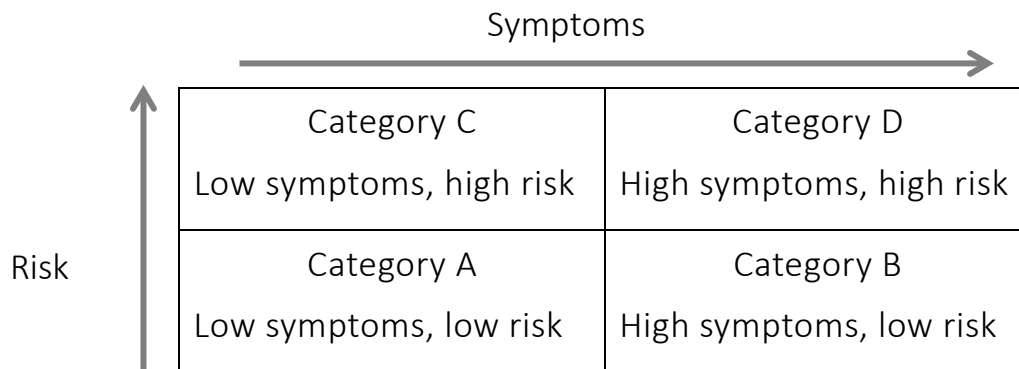 Symptoms
Category C
Low symptoms, high risk
Category D
High symptoms, high risk
Risk
Category A
Low symptoms, low risk
Category B
High symptoms, low risk